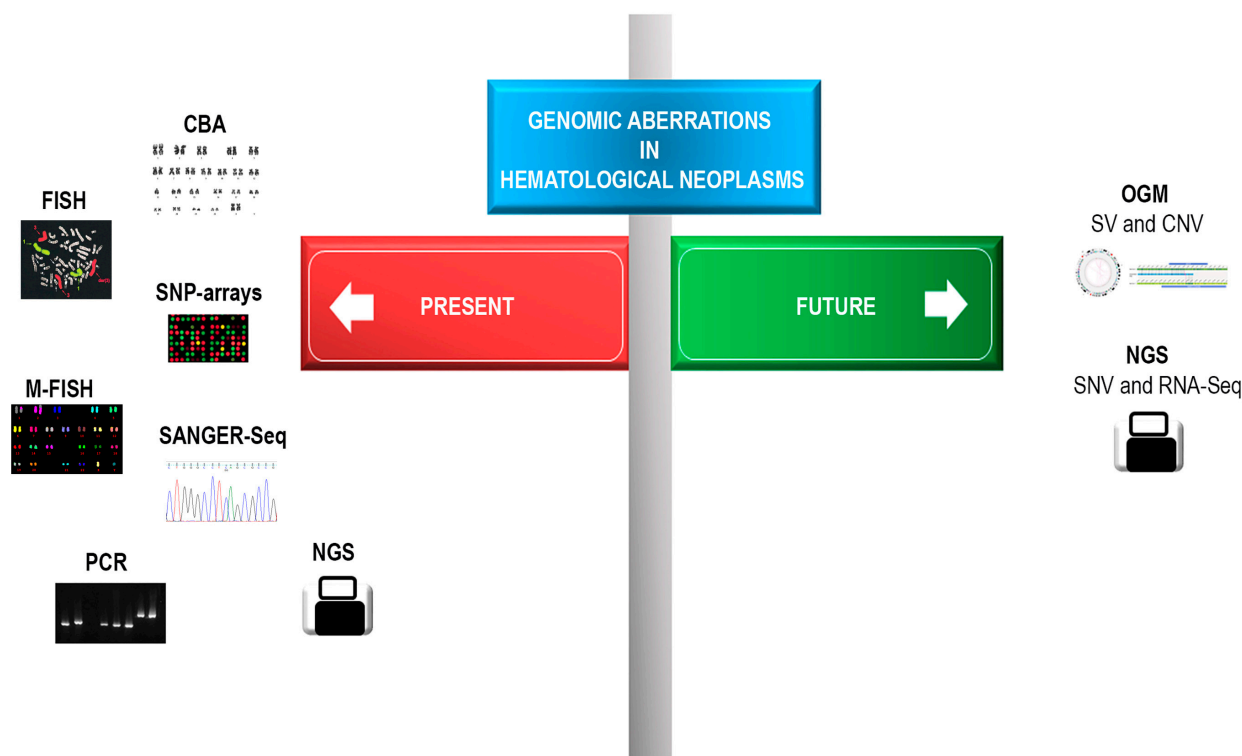 GENOMIC ABERRATIONS
IN
HEMATOLOGICAL NEOPLASMS
PRESENT
FUTURE
CBA
FISH
SNP-arrays
M-FISH
SANGER-Seq
PCR
NGS
OGM
SV and CNV
NGS
SNV and RNA-Seq